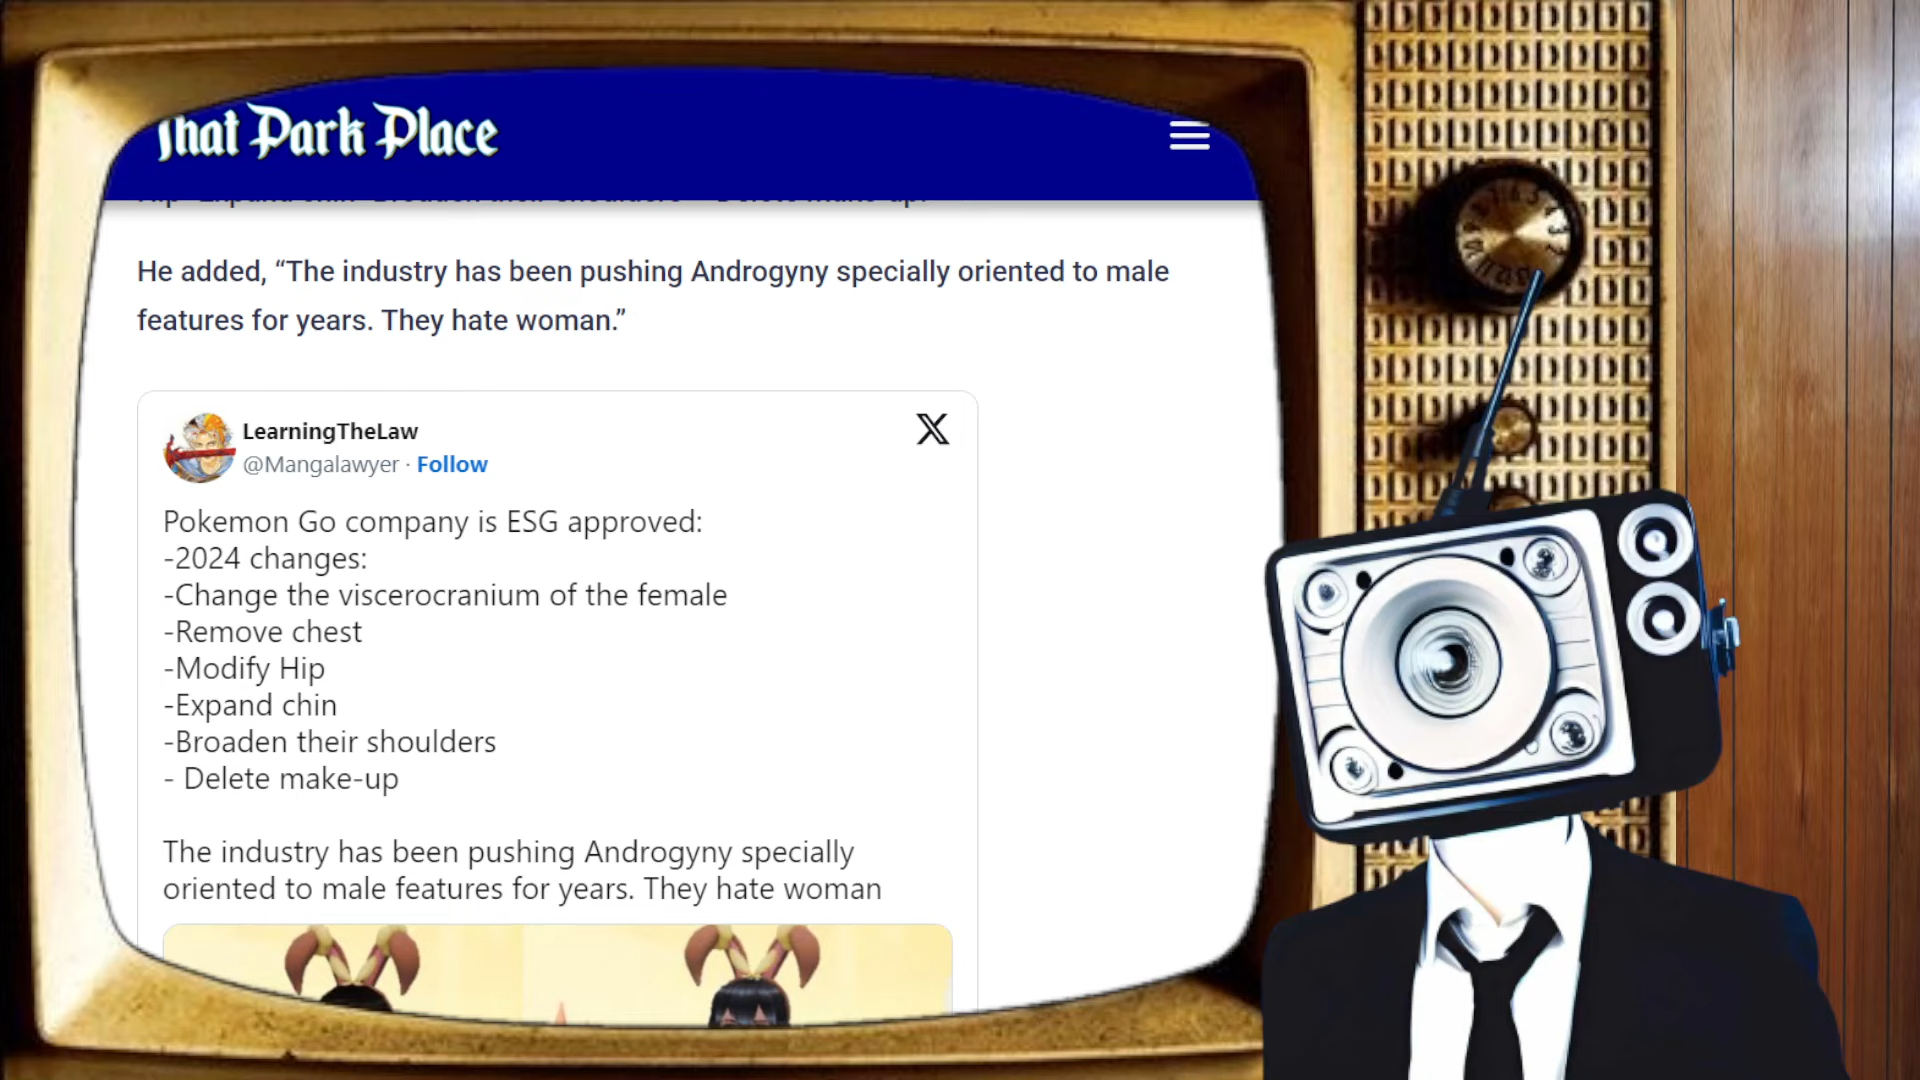 That Park Place
He added, “The industry has been pushing Androgyny specially oriented to male
features for years. They hate woman.”
LearningTheLaw
@Mangalawyer · Follow
Pokemon Go company is ESG approved:
-2024 changes:
-Change the viscerocranium of the female
-Remove chest
-Modify Hip
-Expand chin
-Broaden their shoulders
- Delete make-up
The industry has been pushing Androgyny specially
oriented to male features for years. They hate woman